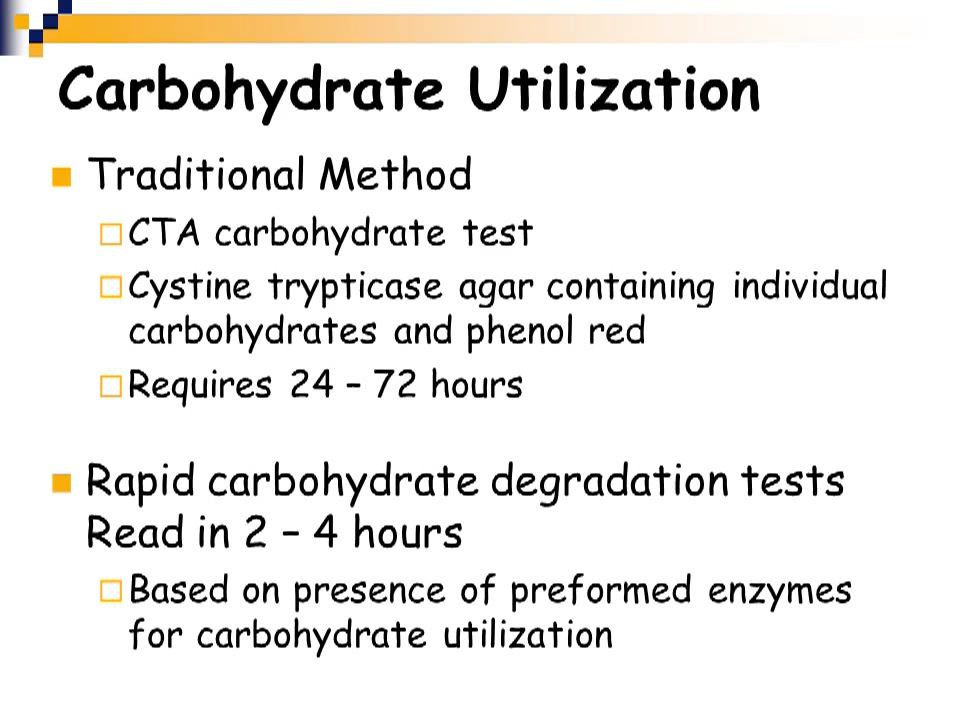 Carbohydrate Utilization
Traditional Method
CTA carbohydrate test
Cystine trypticase agar containing individual
carbohydrates and phenol red
Requires 24 – 72 hours
Rapid carbohydrate degradation tests
Read in 2 – 4 hours
Based on presence of preformed enzymes
for carbohydrate utilization